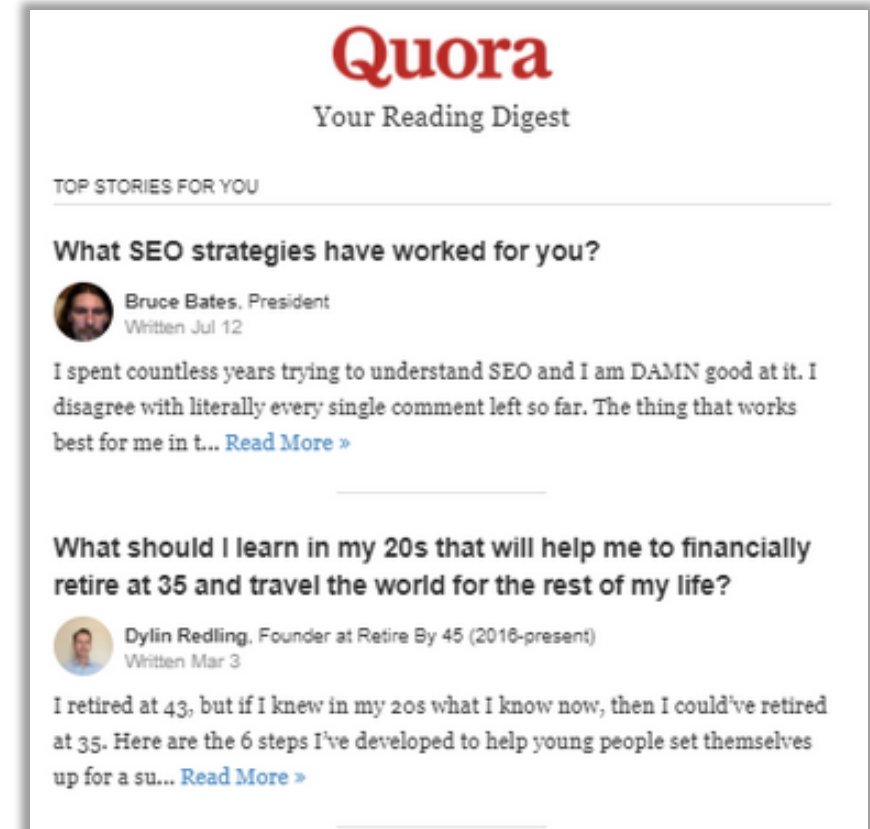 Quora
Your Reading Digest
TOP STORIES FOR YOU
What SEO strategies have worked for you?
Bruce Bates, President
Written Jul 12
I spent countless years trying to understand SEO and I am DAMN good at it. I
disagree with literally every single comment left so far. The thing that works
best for me in t... Read More »
What should I learn in my 20s that will help me to financially
retire at 35 and travel the world for the rest of my life?
Dylin Redling, Founder at Retire By 45 (2016-present)
Written Mar 3
I retired at 43, but if I knew in my 20s what I know now, then I could've retired
at 35. Here are the 6 steps I've developed to help young people set themselves
up for a su... Read More »